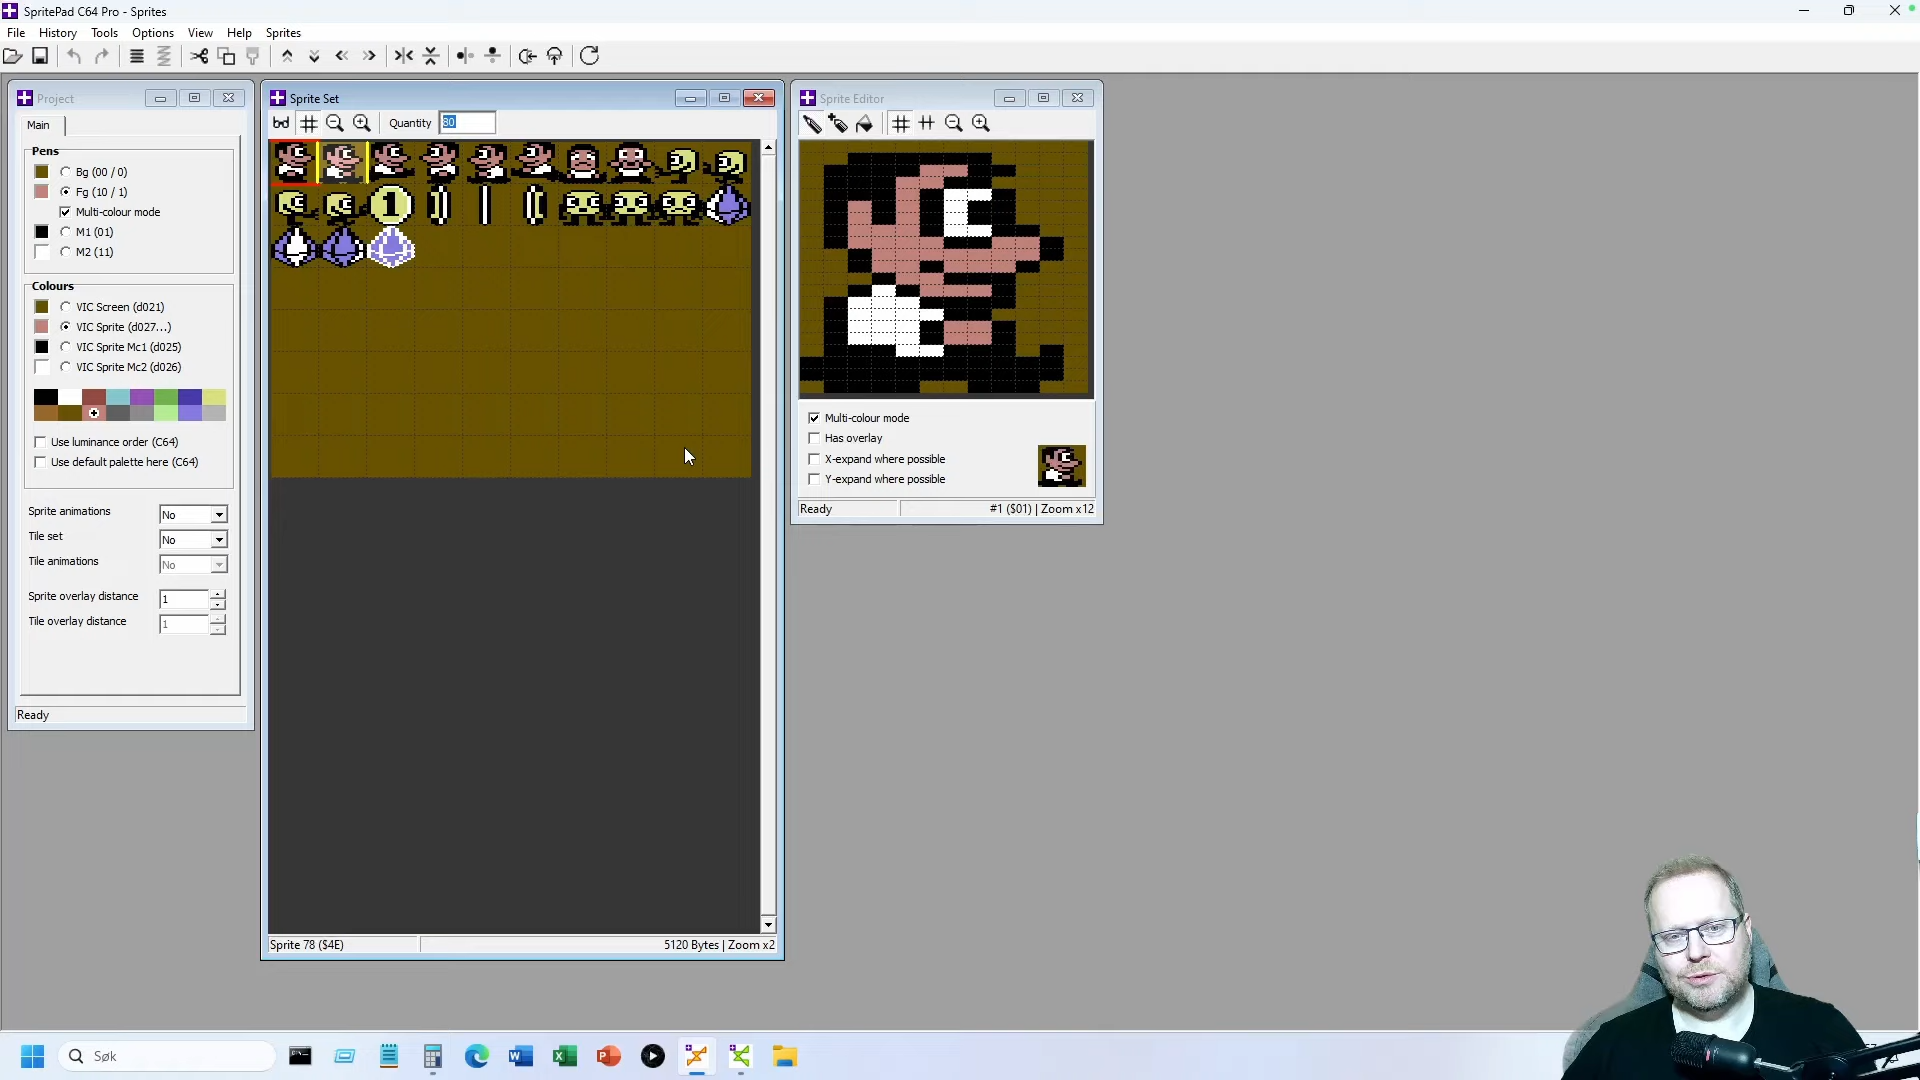 SpritePad C64 Pro - Sprites
File History Tools Options View Help Sprites
Project
Main
Pens
Bg (00 / 0)
Fg (10 / 1)
Multi-colour mode
M1 (01)
M2 (11)
Colours
VIC Screen (d021)
VIC Sprite (d027...)
VIC Sprite Mc1 (d025)
VIC Sprite Mc2 (d026)
Use luminance order (C64)
Use default palette here (C64)
Sprite animations No
Tile set No
Tile animations No
Sprite overlay distance 1
Tile overlay distance 1
Ready
Sprite Set
Quantity 80
1
Sprite 78 ($4E) 5120 Bytes | Zoom x2
Sprite Editor
Multi-colour mode
Has overlay
X-expand where possible
Y-expand where possible
Ready #1 ($01) | Zoom x12
Søk